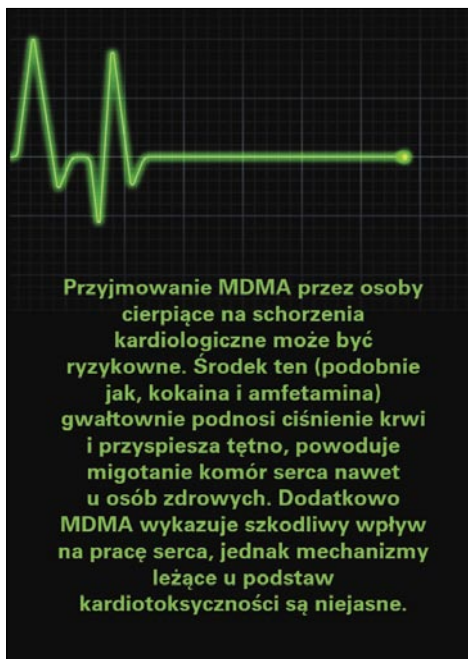 Przyjmowanie MDMA przez osoby
cierpiące na schorzenia
kardiologiczne może być
ryzykowne. Środek ten (podobnie
jak, kokaina i amfetamina)
gwałtownie podnosi ciśnienie krwi
i przyspiesza tętno, powoduje
migotanie komór serca nawet
u osób zdrowych. Dodatkowo
MDMA wykazuje szkodliwy wpływ
na pracę serca, jednak mechanizmy
leżące u podstaw
kardiotoksyczności są niejasne.